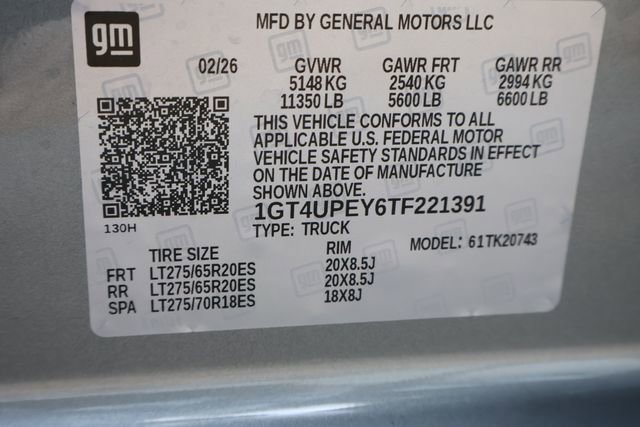 gm
MFD BY GENERAL MOTORS LLC
02/26 GVWR GAWR FRT GAWR RR
5148 KG 2540 KG 2994 KG
11350 LB 5600 LB 6600 LB
THIS VEHICLE CONFORMS TO ALL
APPLICABLE U.S. FEDERAL MOTOR
VEHICLE SAFETY STANDARDS IN EFFECT
ON THE DATE OF MANUFACTURE
SHOWN ABOVE.
130H
1GT4UPEY6TF221391
TYPE: TRUCK
MODEL: 61TK20743
TIRE SIZE RIM
FRT LT275/65R20ES 20X8.5J
RR LT275/65R20ES 20X8.5J
SPA LT275/70R18ES 18X8J